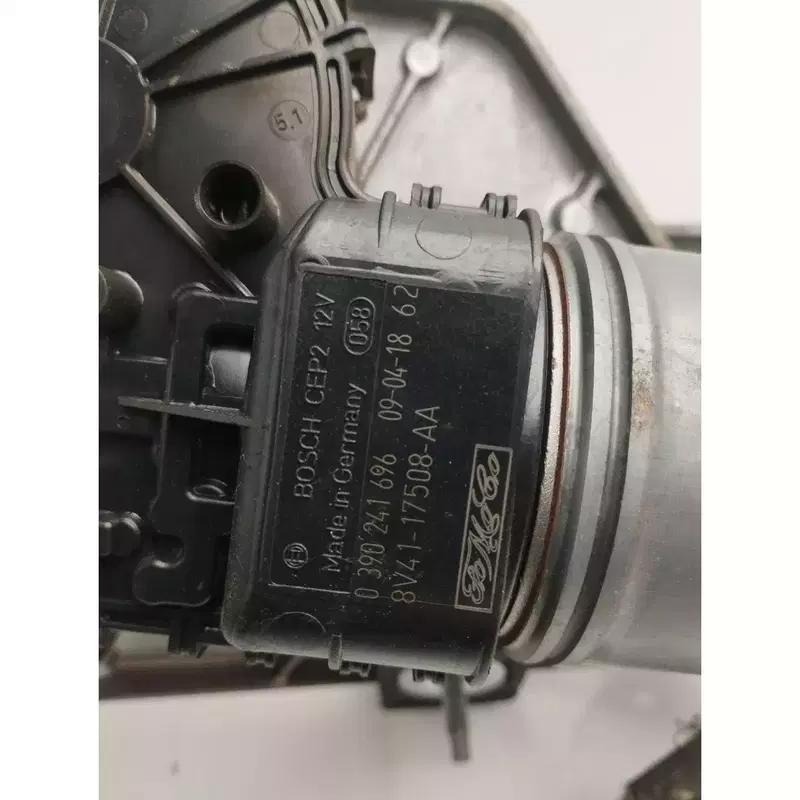 5.1
BOSCH CEP2 12V
Made in Germany 058
0 390 241 696 09-04-18 62
8V41-17508-AA
FoMoCo